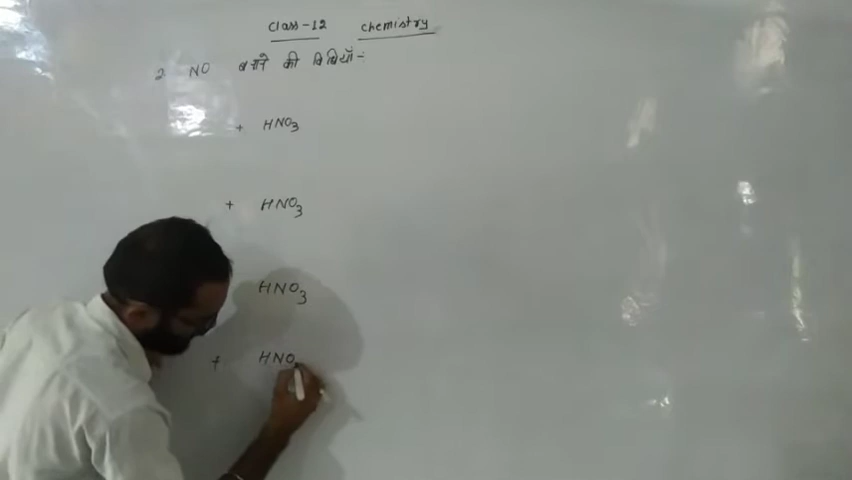 Class-12 chemistry
2. NO बनाने की विधियाँ-:
+ HNO3
+ HNO3
HNO3
+ HNO